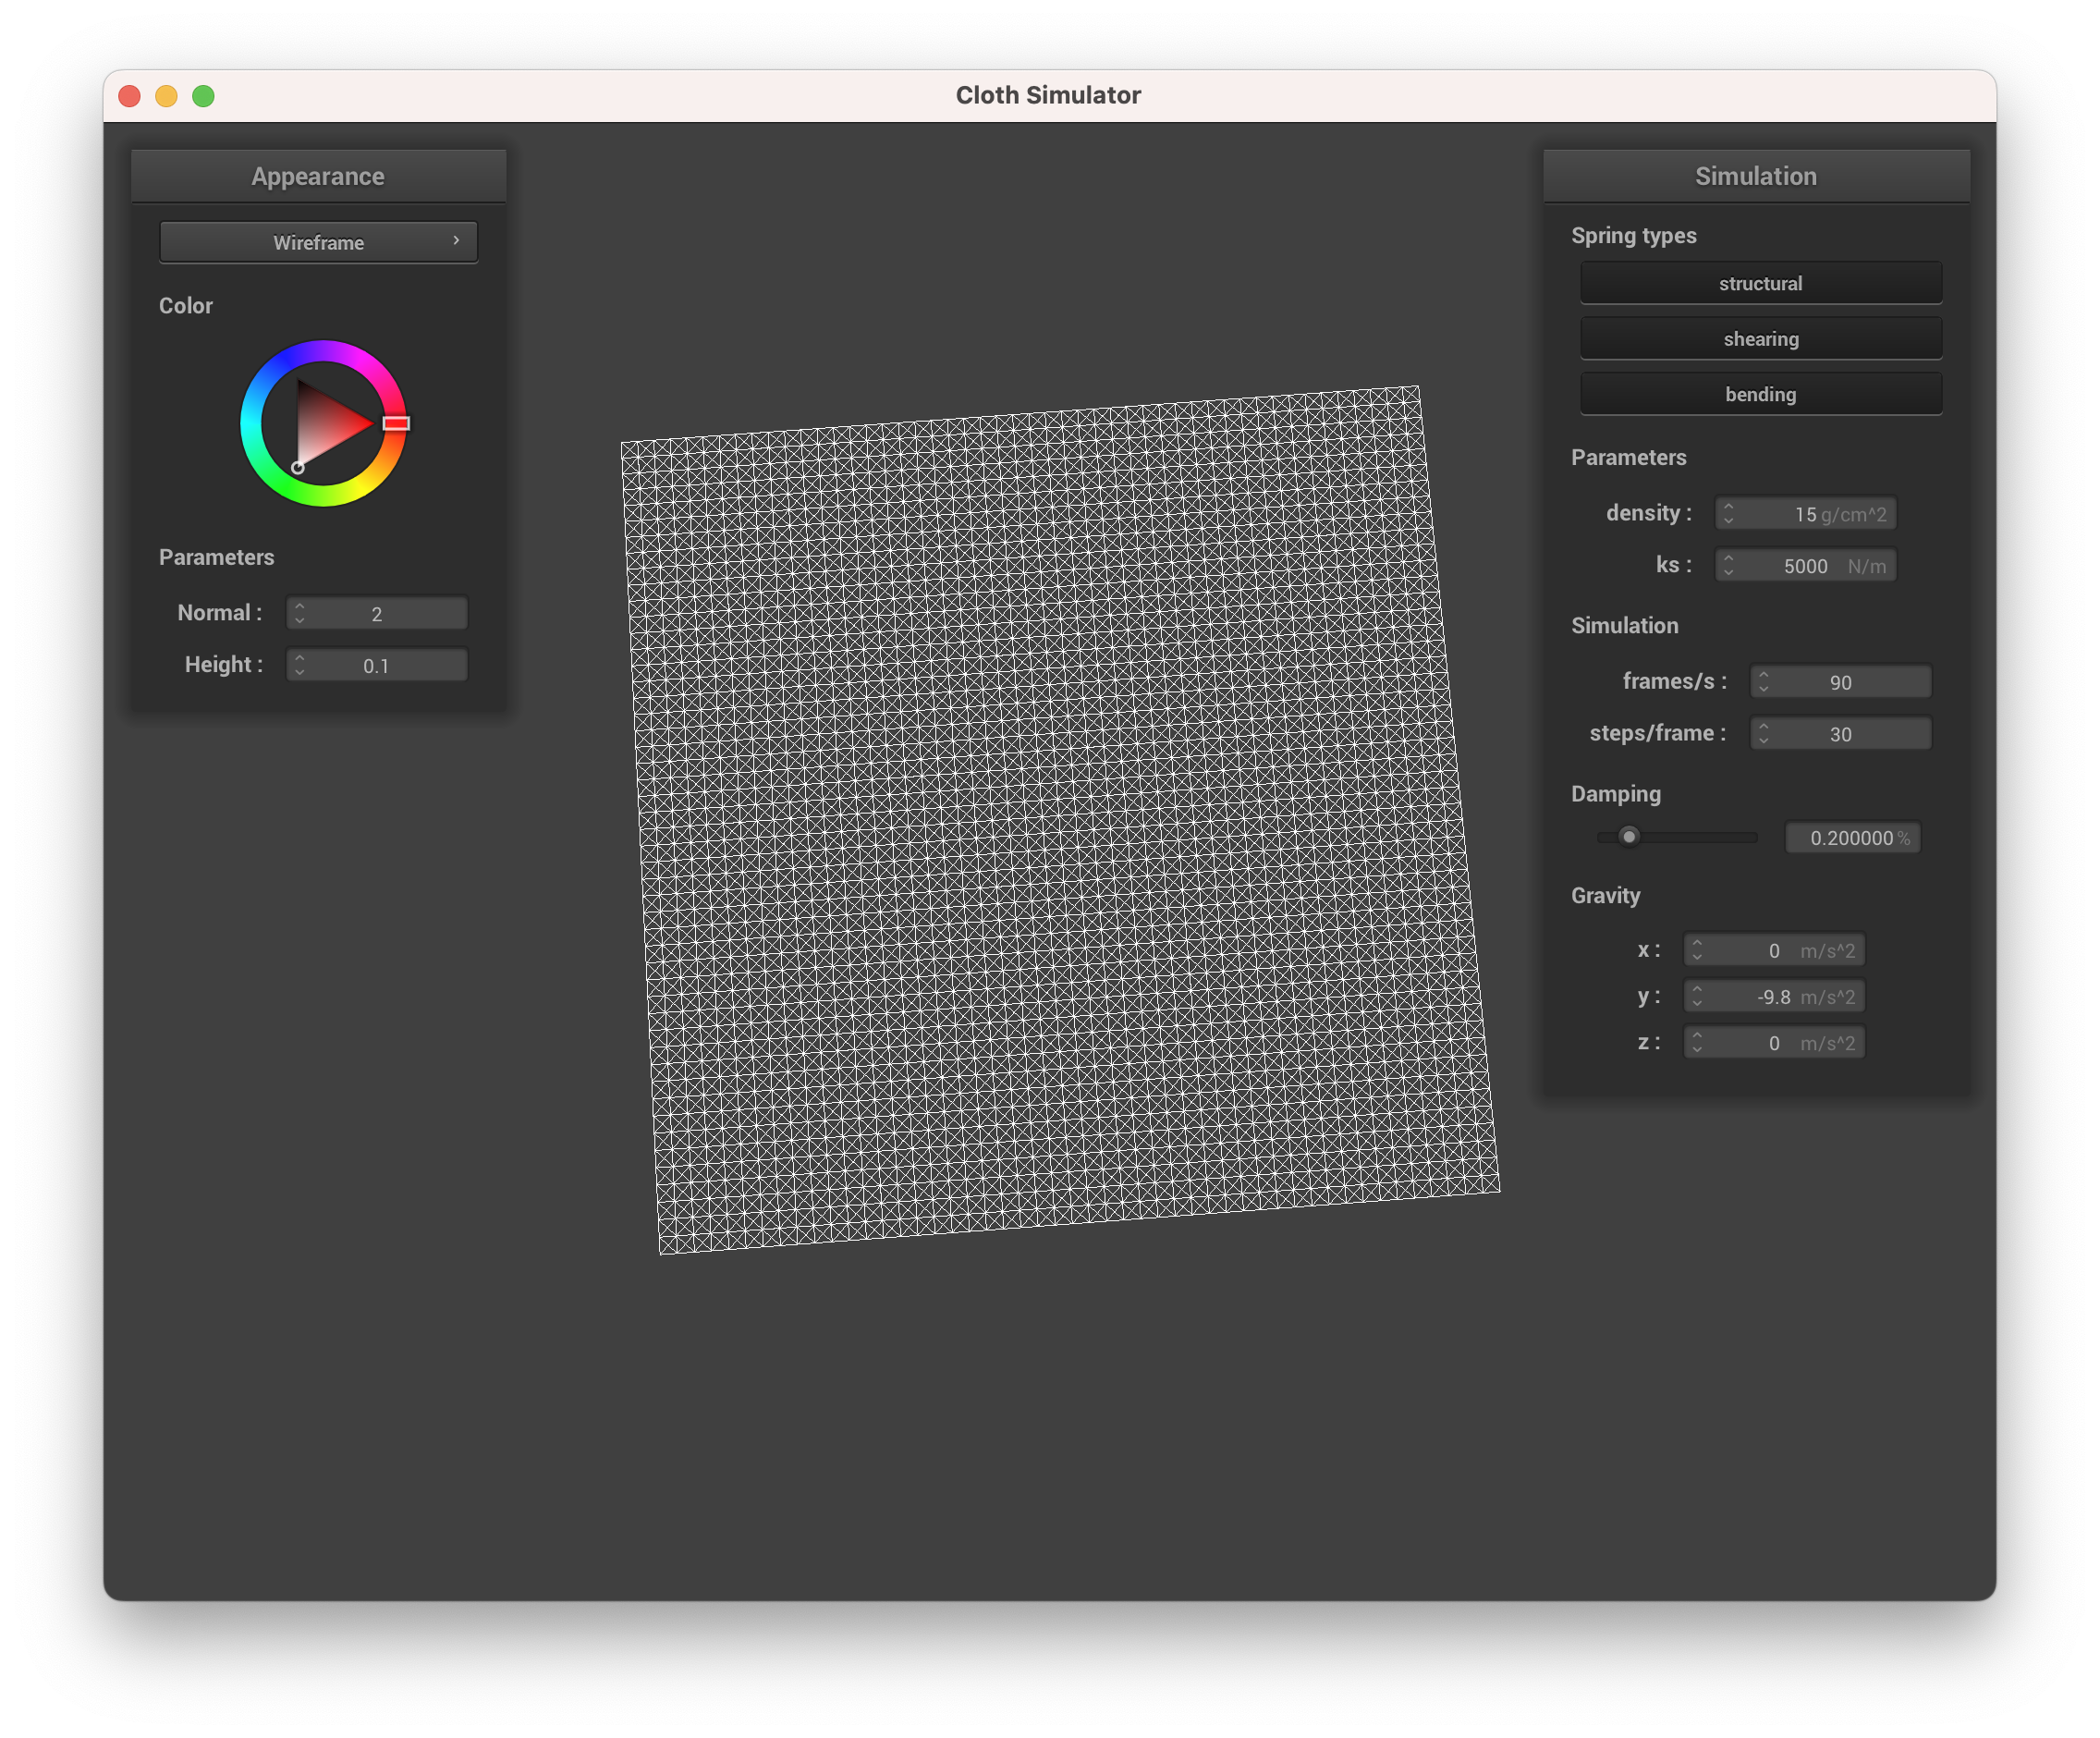 Cloth Simulator
Appearance
Wireframe
Color
Parameters
Normal : 2
Height : 0.1
Simulation
Spring types
structural
shearing
bending
Parameters
density : 15 g/cm^2
ks : 5000 N/m
Simulation
frames/s : 90
steps/frame : 30
Damping
0.200000 %
Gravity
x : 0 m/s^2
y : -9.8 m/s^2
z : 0 m/s^2